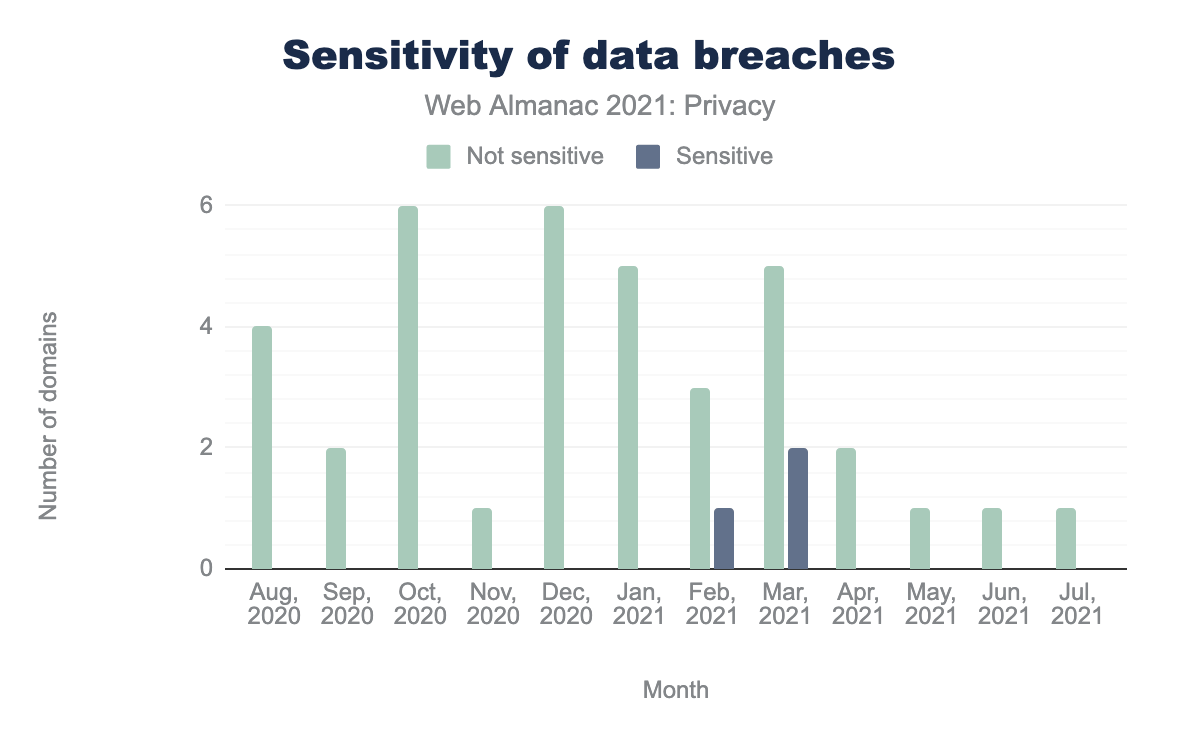 Sensitivity of data breaches
Web Almanac 2021: Privacy
Not sensitive
Sensitive
Number of domains
6
4
2
0
Aug, 2020
Sep, 2020
Oct, 2020
Nov, 2020
Dec, 2020
Jan, 2021
Feb, 2021
Mar, 2021
Apr, 2021
May, 2021
Jun, 2021
Jul, 2021
Month